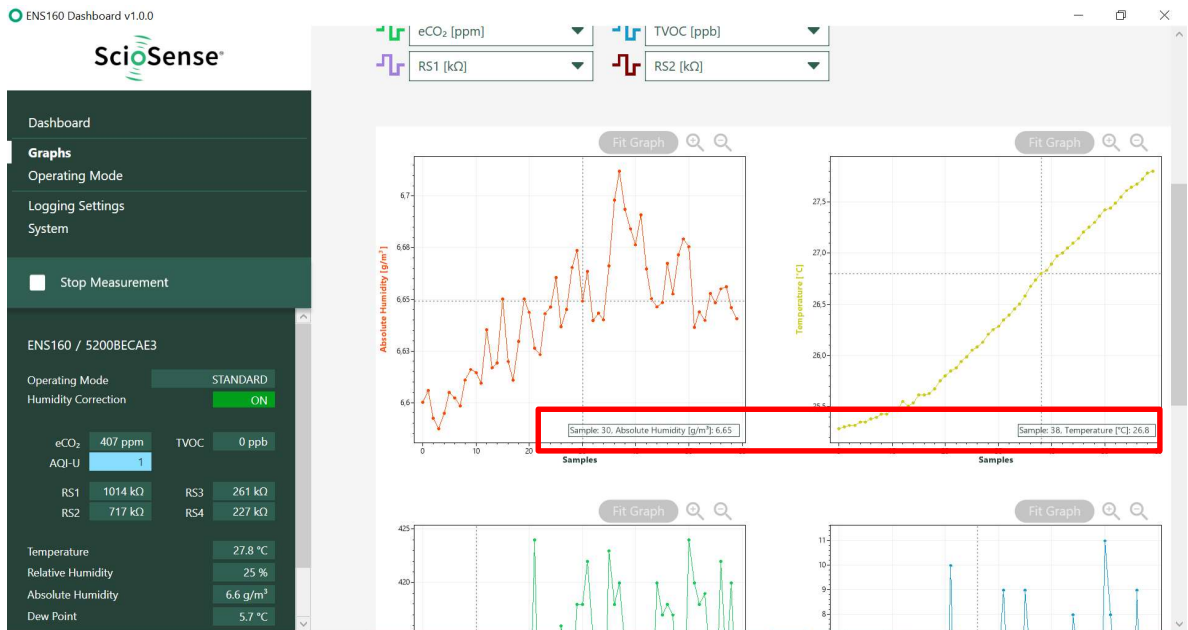 ENS160 Dashboard v1.0.0
ScioSense
Dashboard
Graphs
Operating Mode
Logging Settings
System
Stop Measurement
ENS160 / 5200BECAE3
Operating Mode STANDARD
Humidity Correction ON
eCO₂ 407 ppm TVOC 0 ppb
AQI-U 1
RS1 1014 kΩ RS3 261 kΩ
RS2 717 kΩ RS4 227 kΩ
Temperature 27.8 °C
Relative Humidity 25 %
Absolute Humidity 6.6 g/m³
Dew Point 5.7 °C
eCO₂ [ppm] TVOC [ppb]
RS1 [kΩ] RS2 [kΩ]
Fit Graph
6,7
6,68
6,65
6,63
6,6
Absolute Humidity [g/m³]
Sample: 30. Absolute Humidity [g/m³]: 6,65
0 10 20
Samples
Fit Graph
27,5
27,0
26,5
26,0
25,5
Temperature [°C]
Sample: 38. Temperature [°C]: 26.8
Samples
Fit Graph
425
420
Fit Graph
11
10
9
8